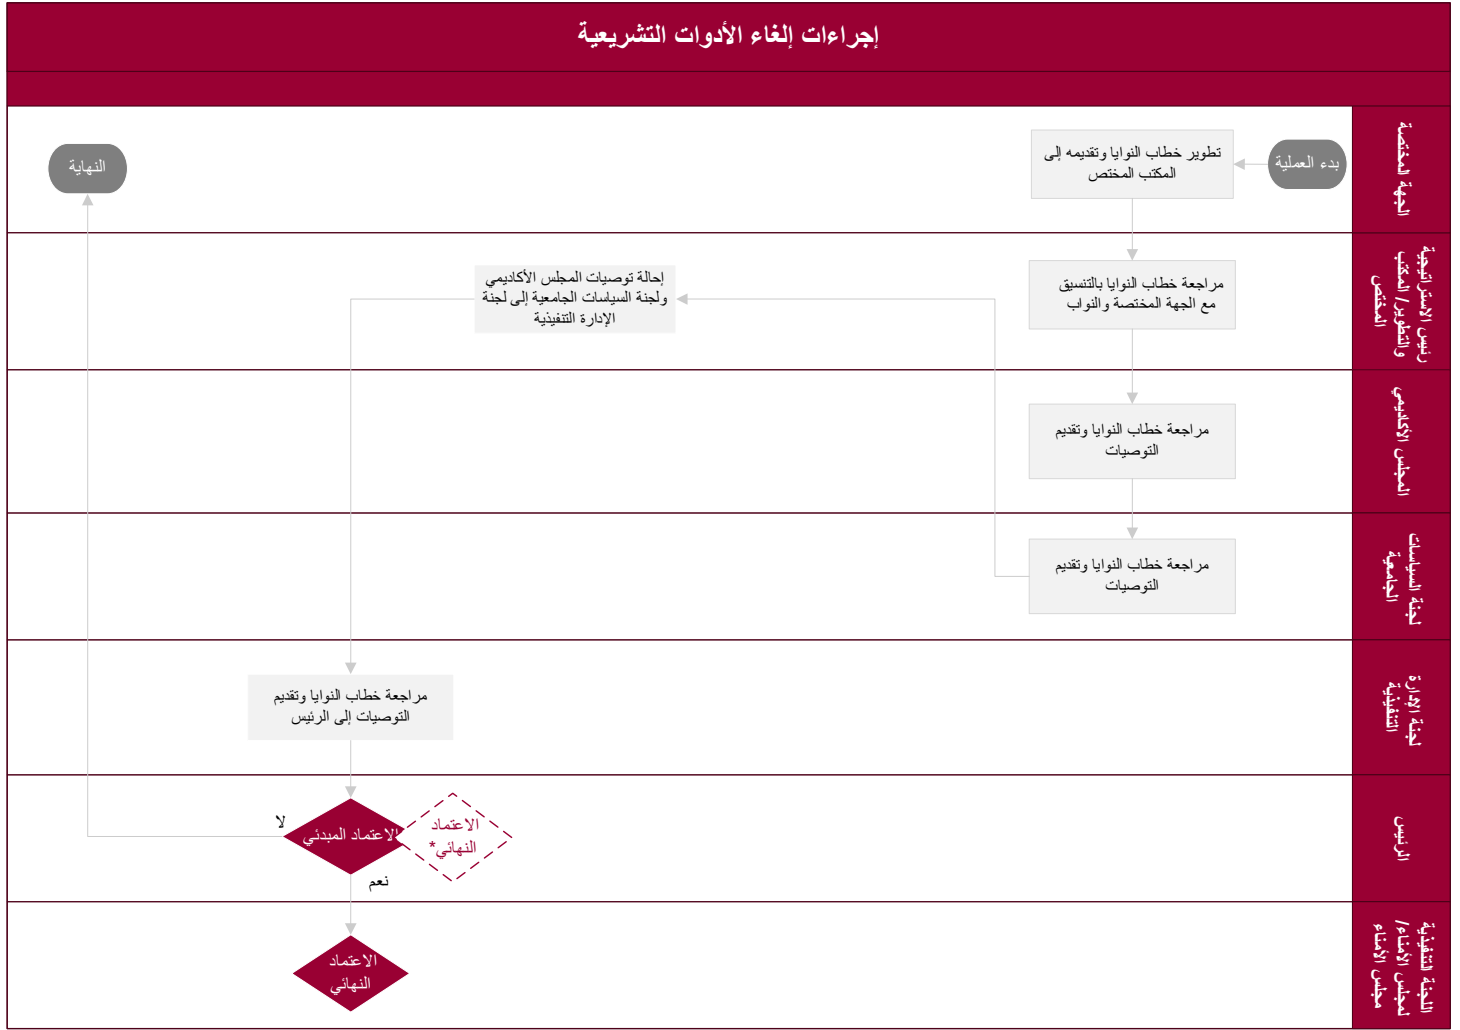 إجراءات إلغاء الأدوات التشريعية
الجهة المختصة
بدء العملية
تطوير خطاب النوايا وتقديمه إلى
المكتب المختص
النهاية
رئيس الاستراتيجية
والتطوير/ المكتب
المختص
مراجعة خطاب النوايا بالتنسيق
مع الجهة المختصة والنواب
إحالة توصيات المجلس الأكاديمي
ولجنة السياسات الجامعية إلى لجنة
الإدارة التنفيذية
المجلس الأكاديمي
مراجعة خطاب النوايا وتقديم
التوصيات
لجنة السياسات
الجامعية
مراجعة خطاب النوايا وتقديم
التوصيات
لجنة الإدارة
التنفيذية
مراجعة خطاب النوايا وتقديم
التوصيات إلى الرئيس
الرئيس
الاعتماد
النهائي*
الاعتماد المبدئي
لا
نعم
اللجنة التنفيذية
لمجلس الأمناء/
مجلس الأمناء
الاعتماد
النهائي